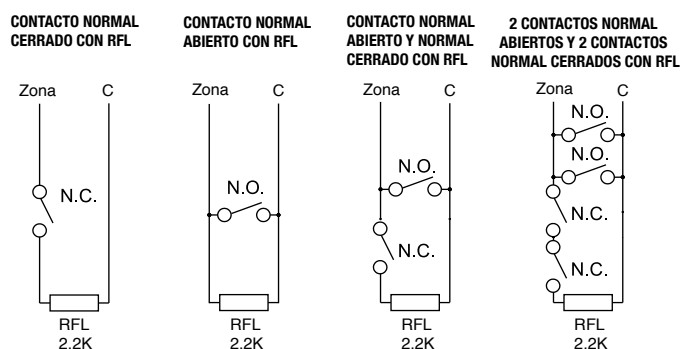 CONTACTO NORMAL
CERRADO CON RFL
Zona C
N.C.
RFL
2.2K
CONTACTO NORMAL
ABIERTO CON RFL
Zona C
N.O.
RFL
2.2K
CONTACTO NORMAL
ABIERTO Y NORMAL
CERRADO CON RFL
Zona C
N.O.
N.C.
RFL
2.2K
2 CONTACTOS NORMAL
ABIERTOS Y 2 CONTACTOS
NORMAL CERRADOS CON RFL
Zona C
N.O.
N.O.
N.C.
N.C.
RFL
2.2K